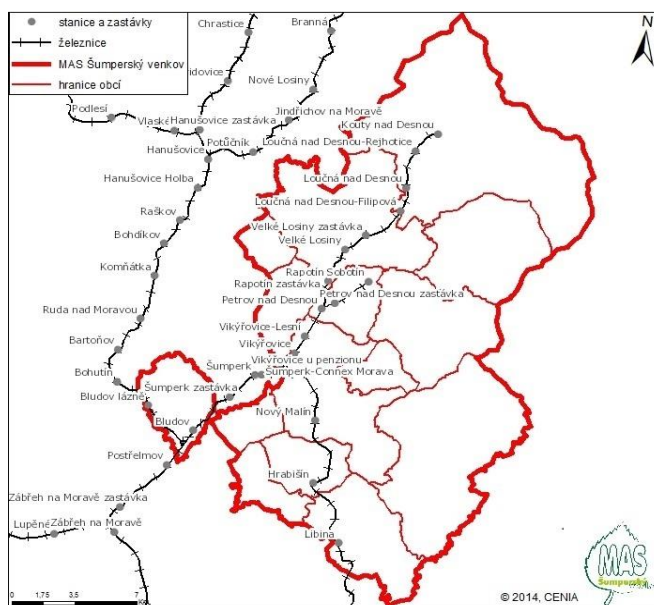 stanice a zastávky
železnice
MAS Šumperský venkov
hranice obcí
Chrastice
Branná
N
idovice
Nové Losiny
Podlesí
Vlaské
Hanušovice zastávka
Jindřichov na Moravě
Potůčník
Kouty nad Desnou
Hanušovice
Loučná nad Desnou-Rejhotice
Hanušovice Holba
Loučná nad Desnou
Raškov
Loučná nad Desnou-Filipová
Bohdíkov
Velké Losiny zastávka
Velké Losiny
Komňátka
Rapotín Sobotín
Rapotín zastávka
Petrov nad Desnou zastávka
Petrov nad Desnou
Ruda nad Moravou
Vikýřovice-Lesní
Bartoňov
Vikýřovice
Vikýřovice u penzionu
Bohutín
Šumperk
Šumperk-Connex Morava
Bludov lázně
Šumperk zastávka
Nový Malín
Bludov
Postřelmov
Hrabišín
Zábřeh na Moravě zastávka
Lupěné
Zábřeh na Moravě
Libina
MAS
Šumperský
0 1,75 3,5 7
© 2014, CENIA